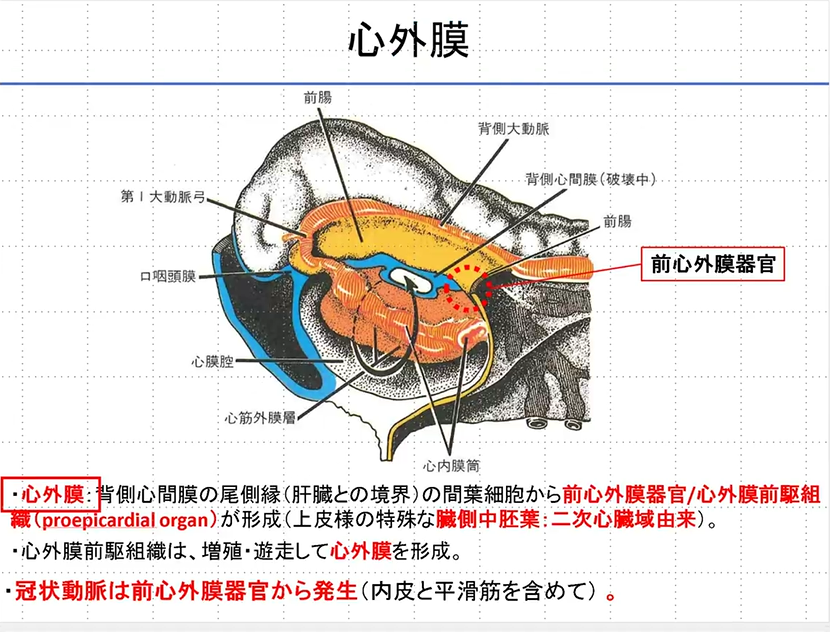 心外膜
前腸
背側大動脈
背側心間膜(破壊中)
第1大動脈弓
前腸
前心外膜器官
口咽頭膜
心膜腔
心筋外膜層
心内膜筒
・心外膜：背側心間膜の尾側縁(肝臓との境界)の間葉細胞から前心外膜器官/心外膜前駆組
織(proepicardial organ)が形成(上皮様の特殊な臓側中胚葉：二次心臓域由来)。
・心外膜前駆組織は、増殖・遊走して心外膜を形成。
・冠状動脈は前心外膜器官から発生(内皮と平滑筋を含めて) 。